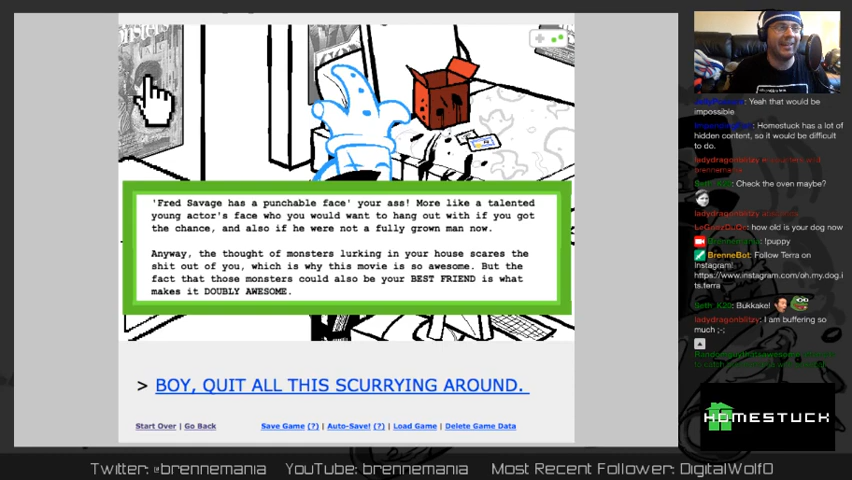 'Fred Savage has a punchable face' your ass! More like a talented
young actor's face who you would want to hang out with if you got
the chance, and also if he were not a fully grown man now.
Anyway, the thought of monsters lurking in your house scares the
shit out of you, which is why this movie is so awesome. But the
fact that those monsters could also be your BEST FRIEND is what
makes it DOUBLY AWESOME.
> BOY, QUIT ALL THIS SCURRYING AROUND.
Start Over | Go Back
Save Game (?) | Auto-Save! (?) | Load Game | Delete Game Data
Yeah that would be
impossible
Homestuck has a lot of
hidden content, so it would be difficult
to do.
brennemania
Check the oven maybe?
how old is your dog now
!puppy
BrenneBot: Follow Terra on
Instagram!
https://www.instagram.com/oh.my.dog.i
ts.terra
Bukkake!
ladydragonblitzy: I am buffering so
much ;-;
HOMESTUCK
Twitter: @brennemania YouTube: brennemania Most Recent Follower: DigitalWolf0